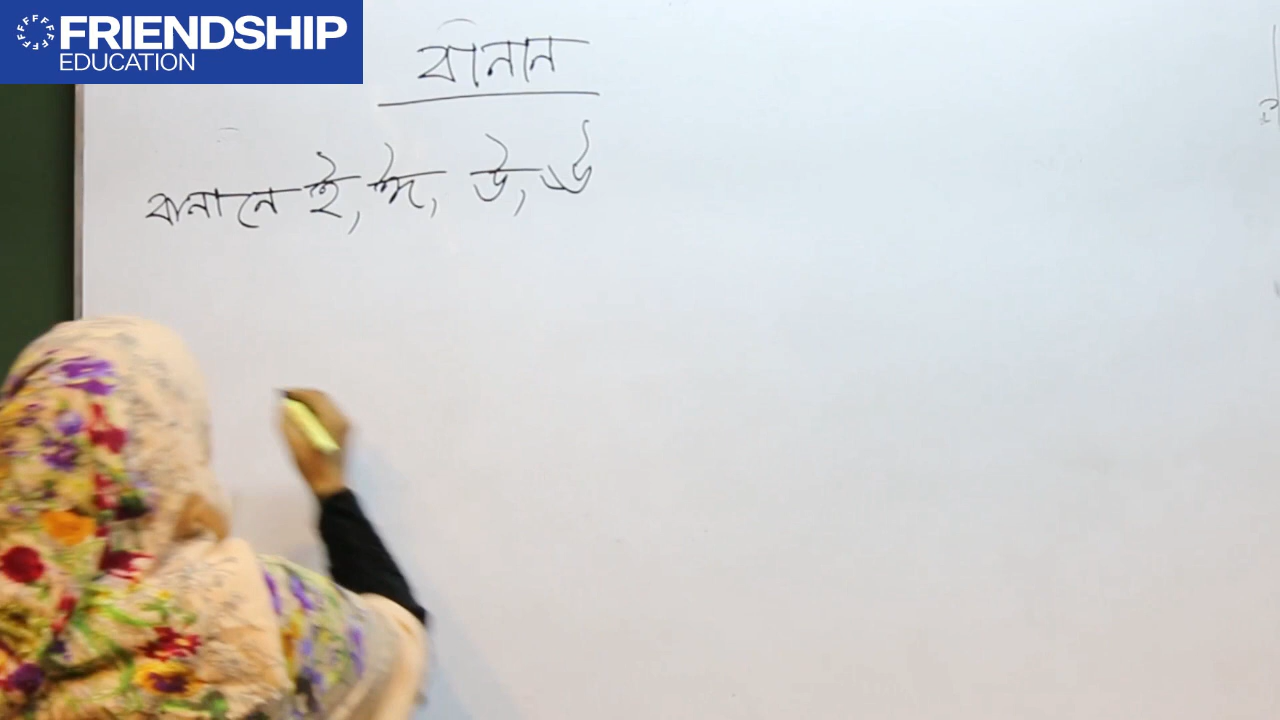 FRIENDSHIP
EDUCATION
বানান
বানানে ই, ঈ, উ, ঊ